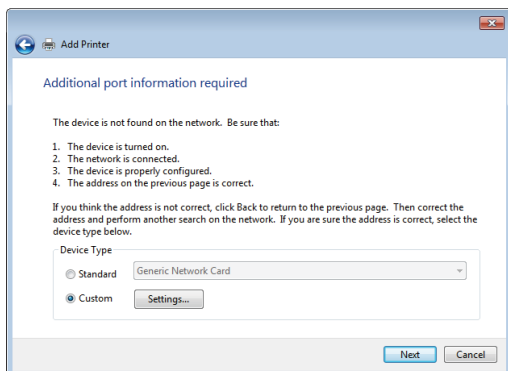 Add Printer
Additional port information required
The device is not found on the network.  Be sure that:
1.  The device is turned on.
2.  The network is connected.
3.  The device is properly configured.
4.  The address on the previous page is correct.
If you think the address is not correct, click Back to return to the previous page.  Then correct the
address and perform another search on the network.  If you are sure the address is correct, select the
device type below.
Device Type
Standard Generic Network Card
Custom Settings...
Next Cancel